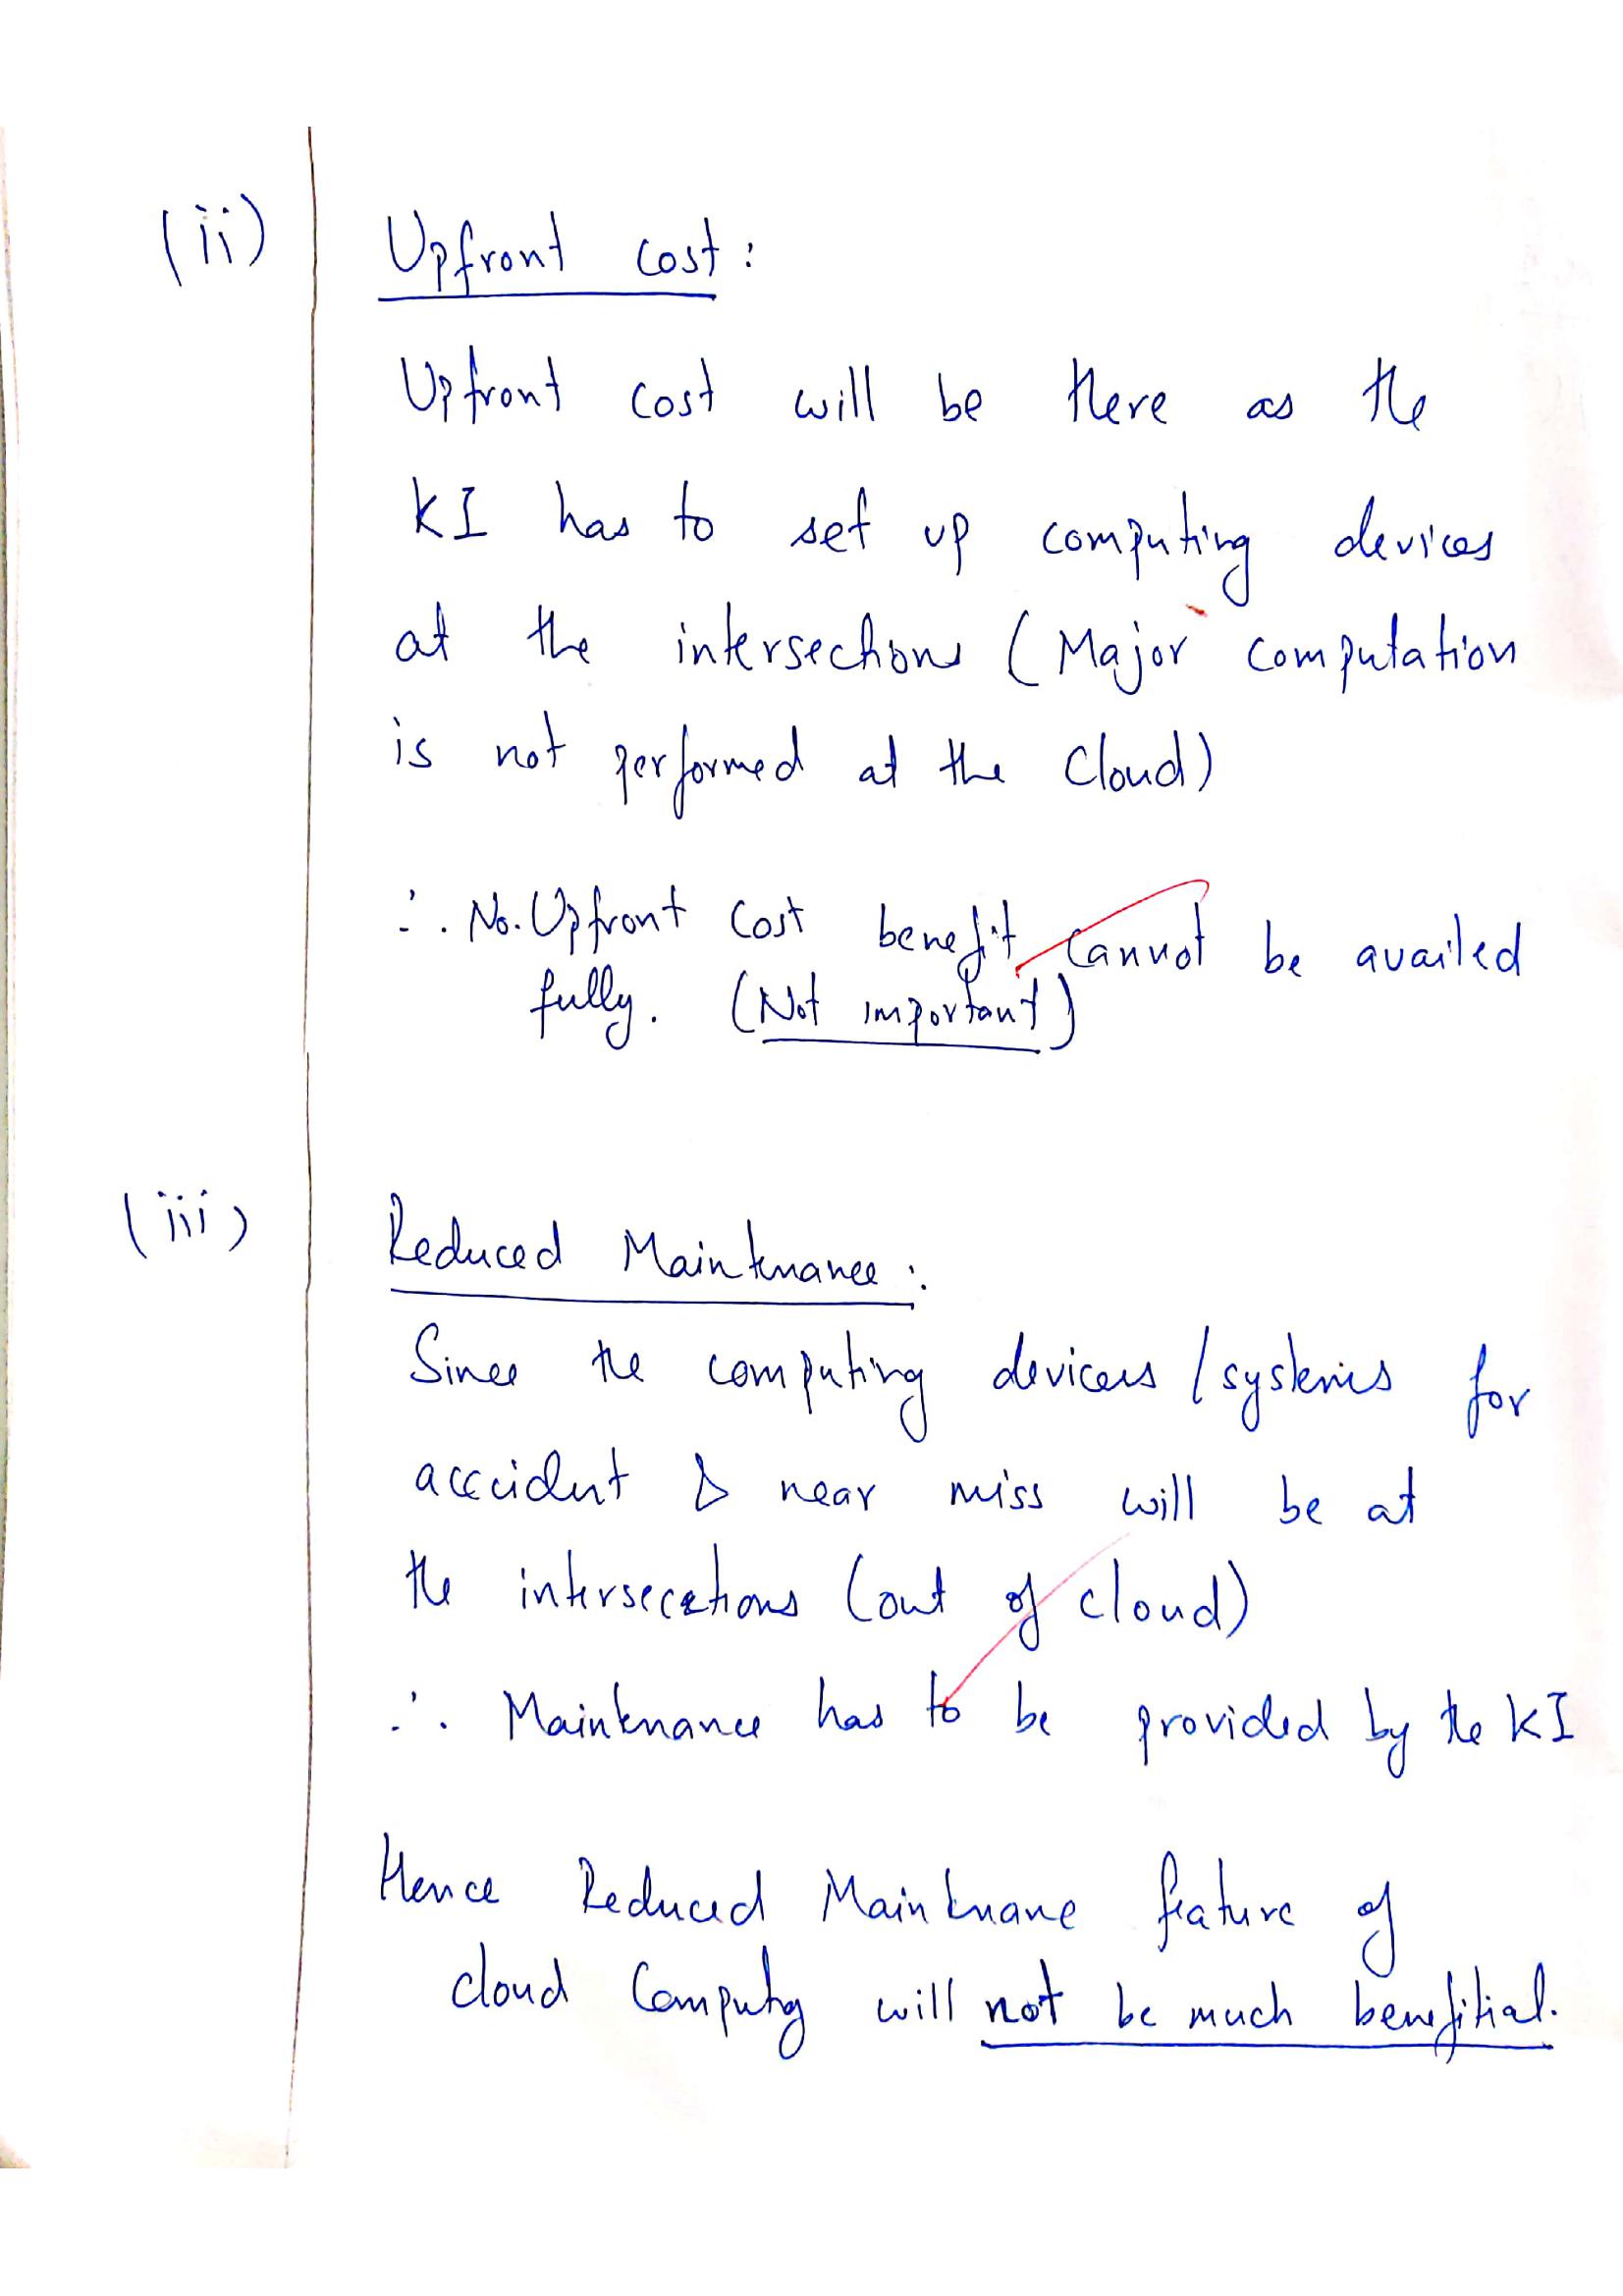 (ii) Upfront cost:
Upfront cost will be there as the
KI has to set up computing devices
at the intersections (Major computation
is not performed at the Cloud)
∴ No. Upfront Cost benefit cannot be availed
fully. (Not important)
(iii) Reduced Maintenance:
Since the computing devices/systems for
acccident & near miss will be at
the intersecations (out of cloud)
∴ Maintenance has to be provided by the KI
Hence Reduced Maintenane feature of
cloud Computing will not be much benefitial.